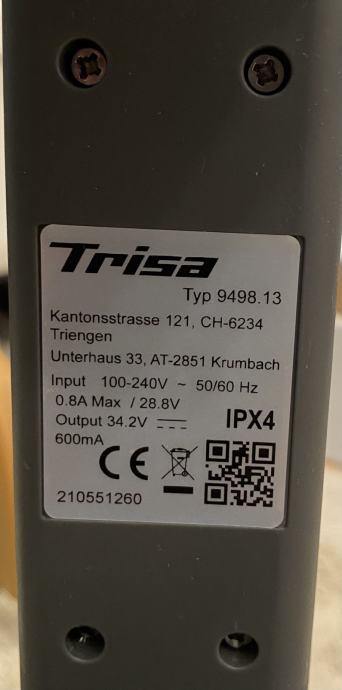 Trisa
Typ 9498.13
Kantonsstrasse 121, CH-6234
Triengen
Unterhaus 33, AT-2851 Krumbach
Input 100-240V ~ 50/60 Hz
0.8A Max / 28.8V
Output 34.2V ⎓
600mA
IPX4
CE
210551260